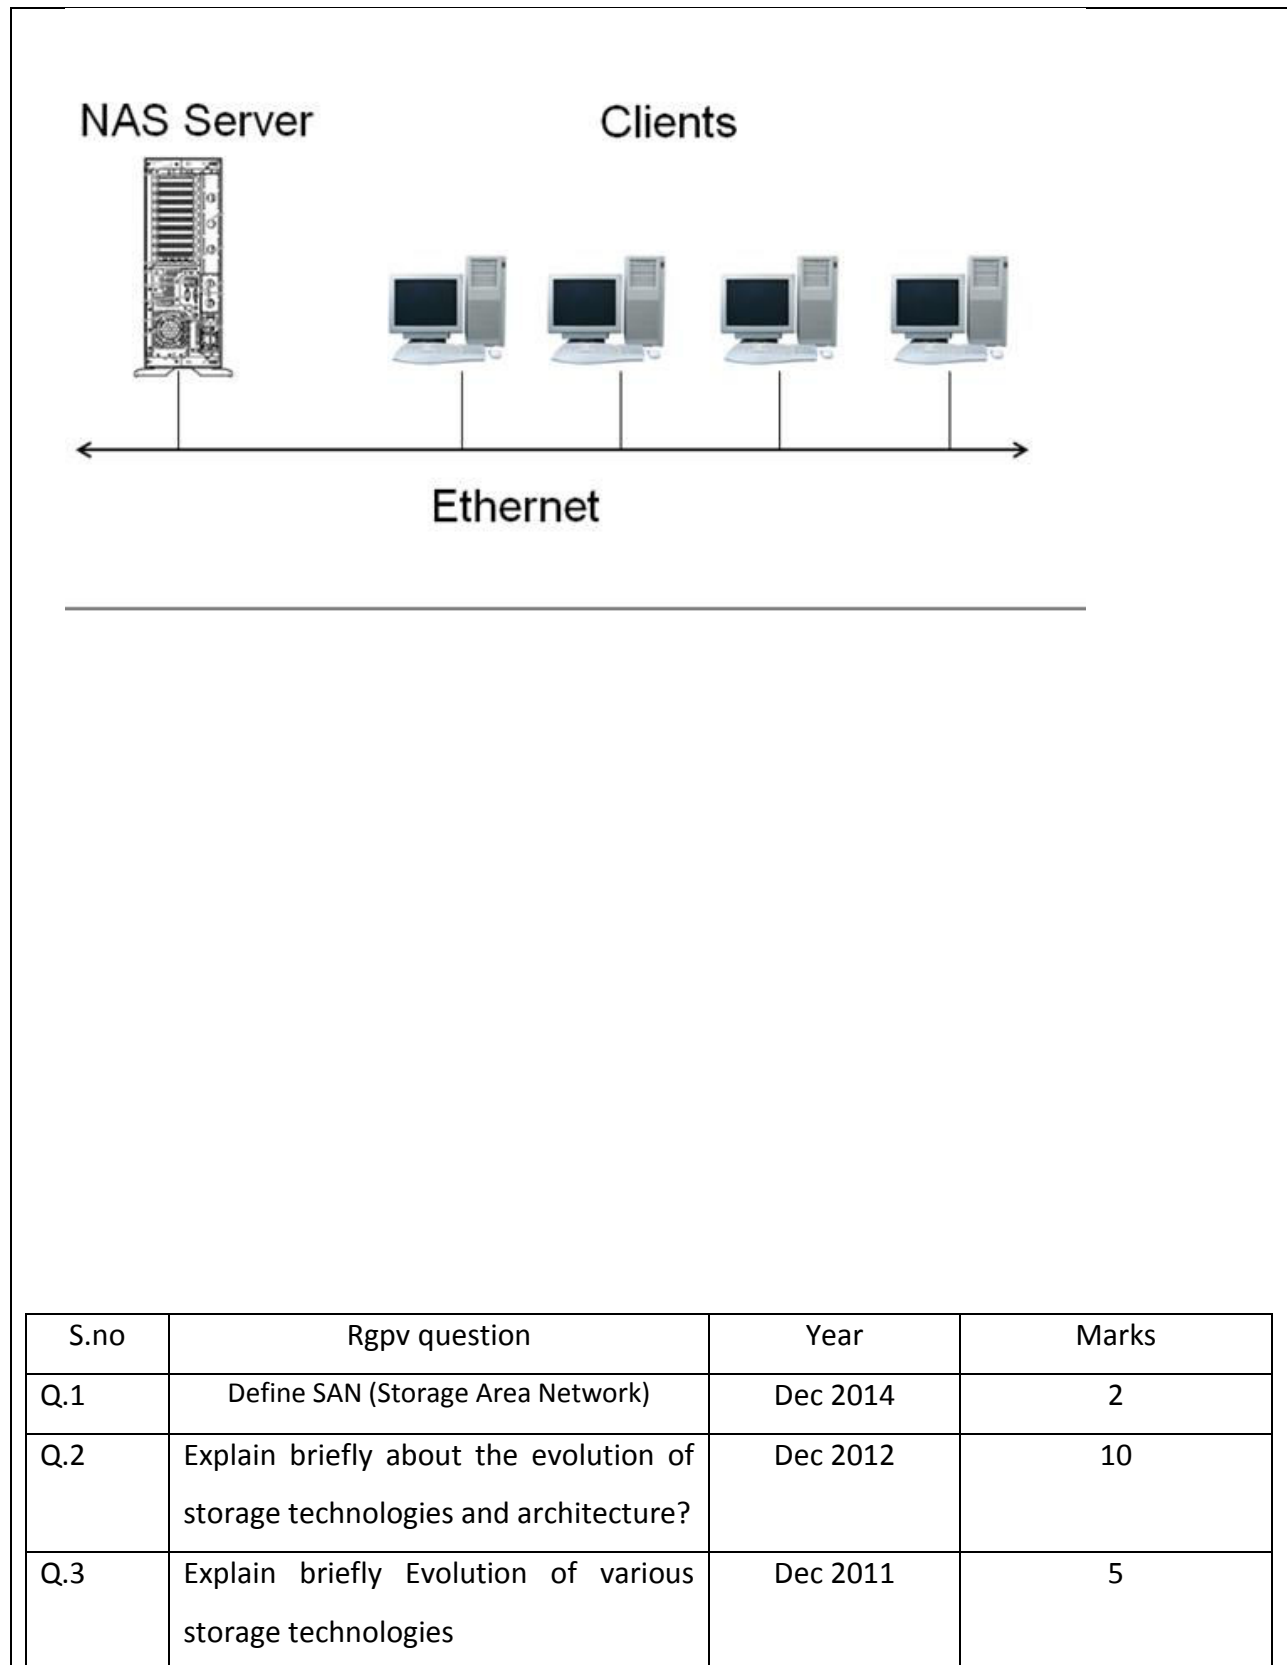 NAS Server Clients
Ethernet
S.no Rgpv question Year Marks
Q.1 Define SAN (Storage Area Network) Dec 2014 2
Q.2 Explain briefly about the evolution of Dec 2012 10
storage technologies and architecture?
Q.3 Explain briefly Evolution of various Dec 2011 5
storage technologies